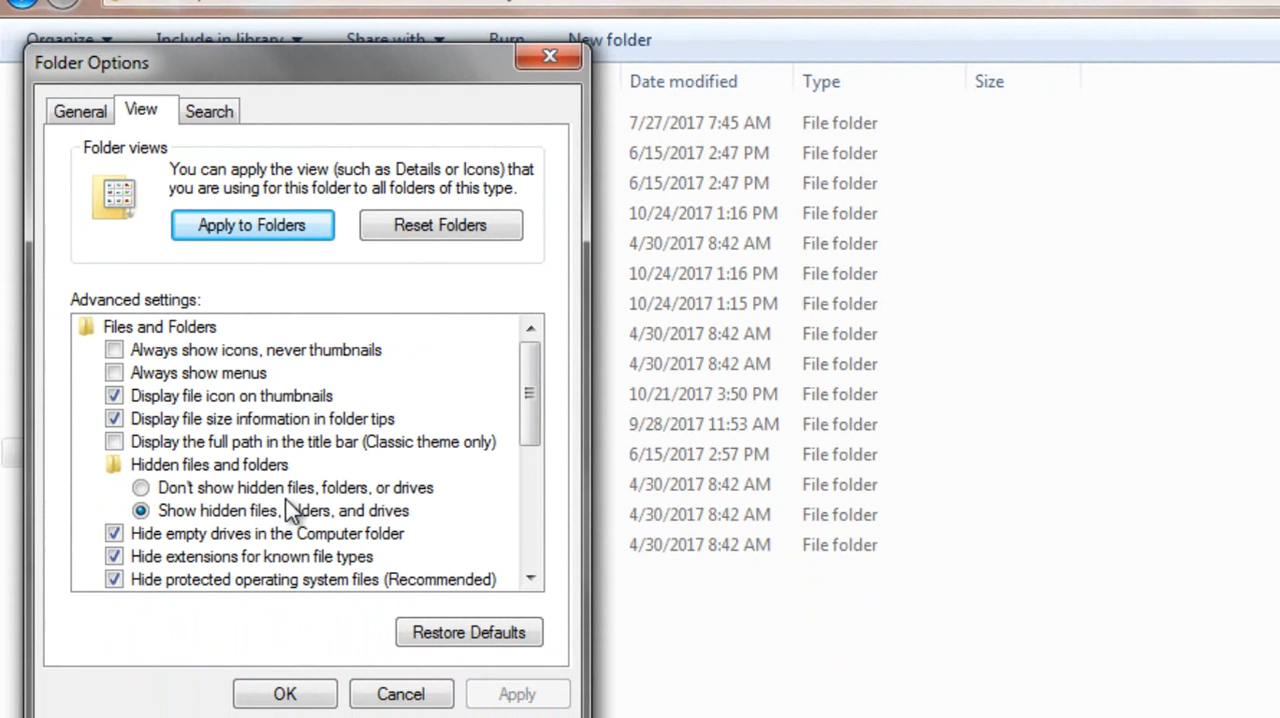 Organize Include in library Share with Burn New folder
Folder Options
General View Search
Folder views
You can apply the view (such as Details or Icons) that
you are using for this folder to all folders of this type.
Apply to Folders Reset Folders
Advanced settings:
Files and Folders
Always show icons, never thumbnails
Always show menus
Display file icon on thumbnails
Display file size information in folder tips
Display the full path in the title bar (Classic theme only)
Hidden files and folders
Don't show hidden files, folders, or drives
Show hidden files, folders, and drives
Hide empty drives in the Computer folder
Hide extensions for known file types
Hide protected operating system files (Recommended)
Restore Defaults
OK Cancel Apply
Date modified Type Size
7/27/2017 7:45 AM File folder
6/15/2017 2:47 PM File folder
6/15/2017 2:47 PM File folder
10/24/2017 1:16 PM File folder
4/30/2017 8:42 AM File folder
10/24/2017 1:16 PM File folder
10/24/2017 1:15 PM File folder
4/30/2017 8:42 AM File folder
4/30/2017 8:42 AM File folder
10/21/2017 3:50 PM File folder
9/28/2017 11:53 AM File folder
6/15/2017 2:57 PM File folder
4/30/2017 8:42 AM File folder
4/30/2017 8:42 AM File folder
4/30/2017 8:42 AM File folder